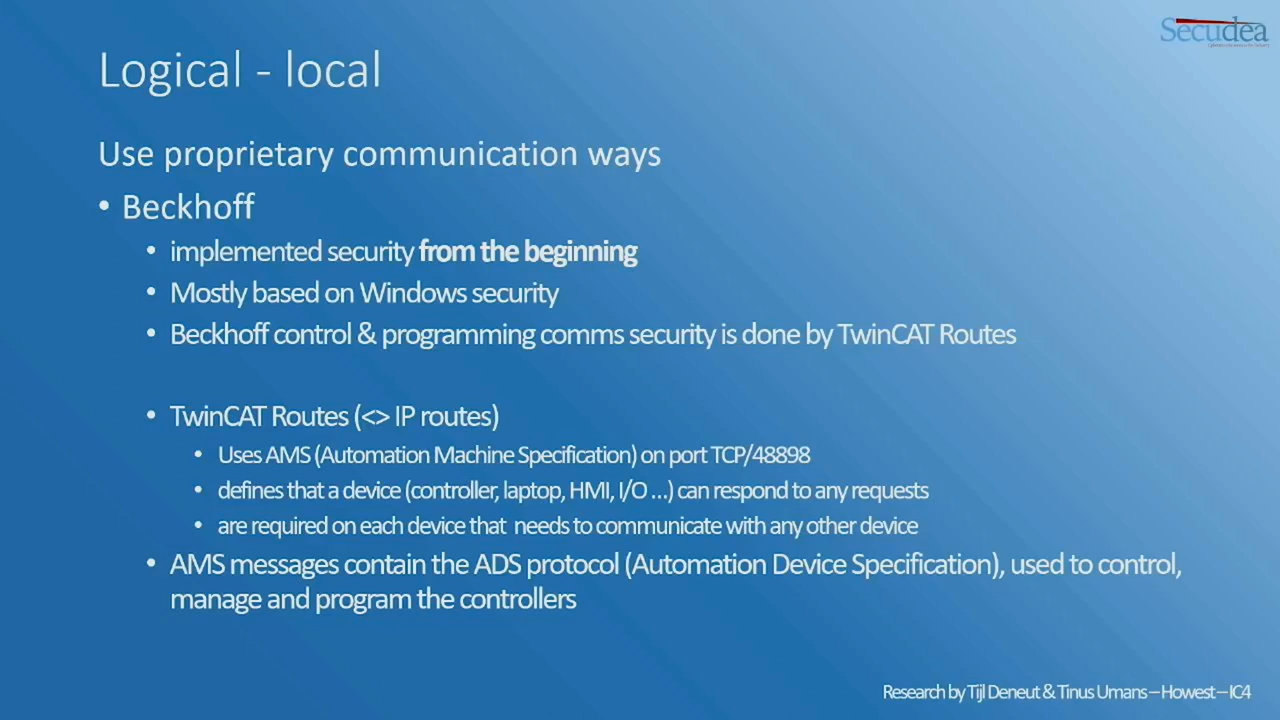 Secudea
Logical - local
Use proprietary communication ways
• Beckhoff
• implemented security from the beginning
• Mostly based on Windows security
• Beckhoff control & programming comms security is done by TwinCAT Routes
• TwinCAT Routes (<> IP routes)
• Uses AMS (Automation Machine Specification) on port TCP/48898
• defines that a device (controller, laptop, HMI, I/O ...) can respond to any requests
• are required on each device that needs to communicate with any other device
• AMS messages contain the ADS protocol (Automation Device Specification), used to control,
manage and program the controllers
Research by Tijl Deneut & Tinus Umans – Howest – IC4